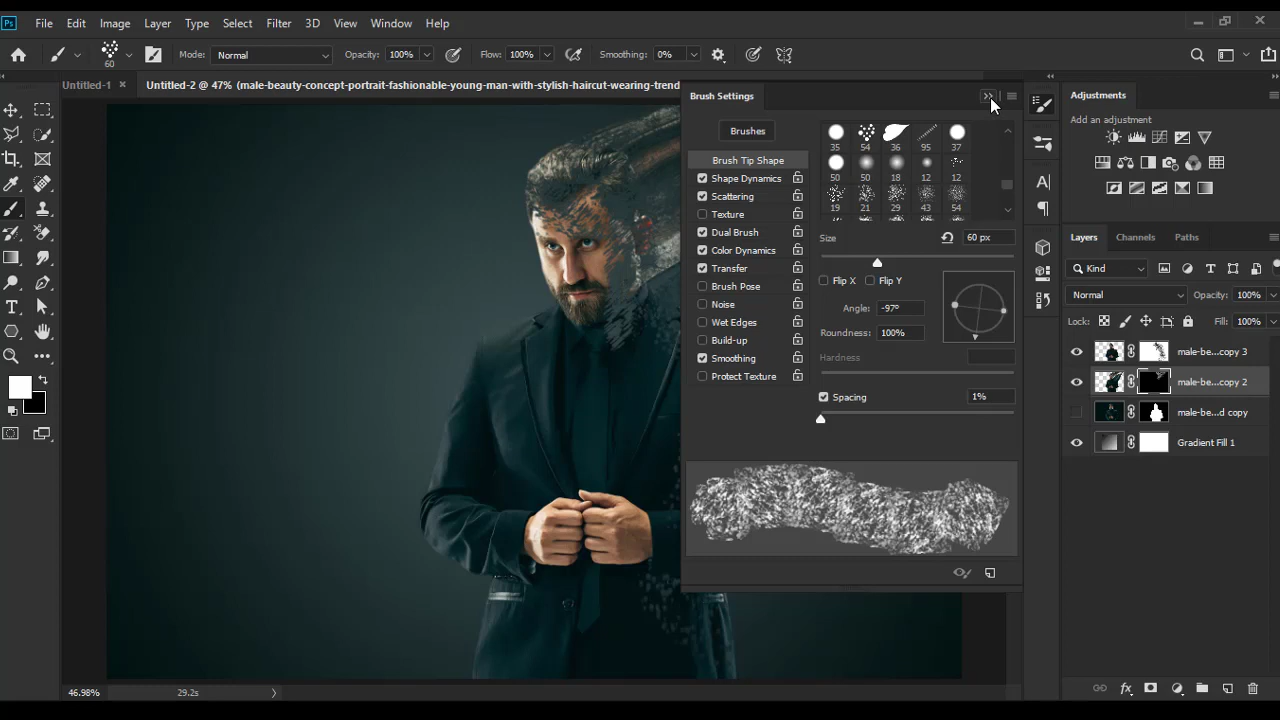 Ps File Edit Image Layer Type Select Filter 3D View Window Help
60 Mode: Normal Opacity: 100% Flow: 100% Smoothing: 0%
Untitled-1 × Untitled-2 @ 47% (male-beauty-concept-portrait-fashionable-young-man-with-stylish-haircut-wearing-trend
Brush Settings
Brushes
Brush Tip Shape
Shape Dynamics
Scattering
Texture
Dual Brush
Color Dynamics
Transfer
Brush Pose
Noise
Wet Edges
Build-up
Smoothing
Protect Texture
35 54 36 95 37
50 50 18 12 12
19 21 29 43 54
Size 60 px
Flip X Flip Y
Angle: -97º
Roundness: 100%
Hardness
Spacing 1%
Adjustments
Add an adjustment
Layers Channels Paths
Kind
Normal Opacity: 100%
Lock: Fill: 100%
male-be...copy 3
male-be...copy 2
male-be...d copy
Gradient Fill 1
fx
46.98% 29.2s